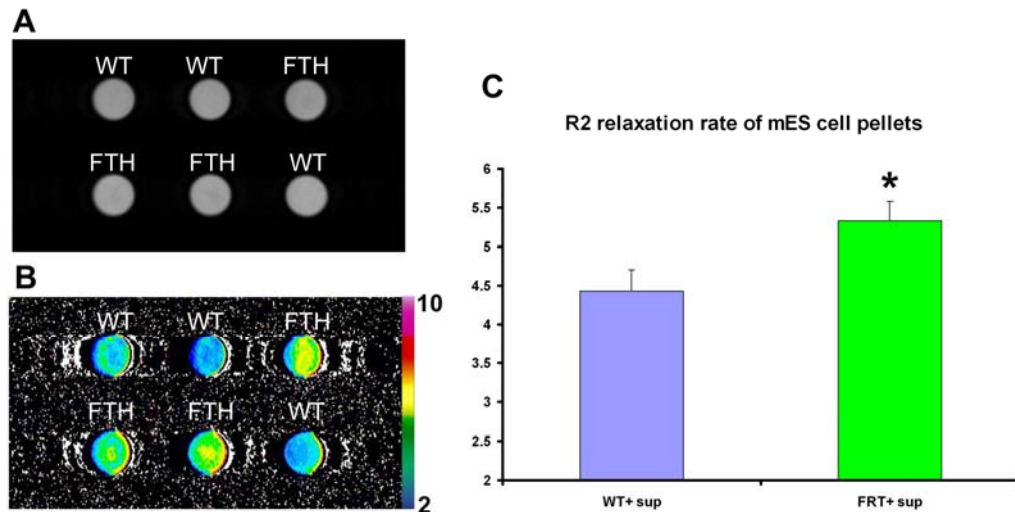 A
WT WT FTH
FTH FTH WT
B
10
WT WT FTH
FTH FTH WT
2
C
R2 relaxation rate of mES cell pellets
*
6
5.5
5
4.5
4
3.5
3
2.5
2
WT+ sup FRT+ sup